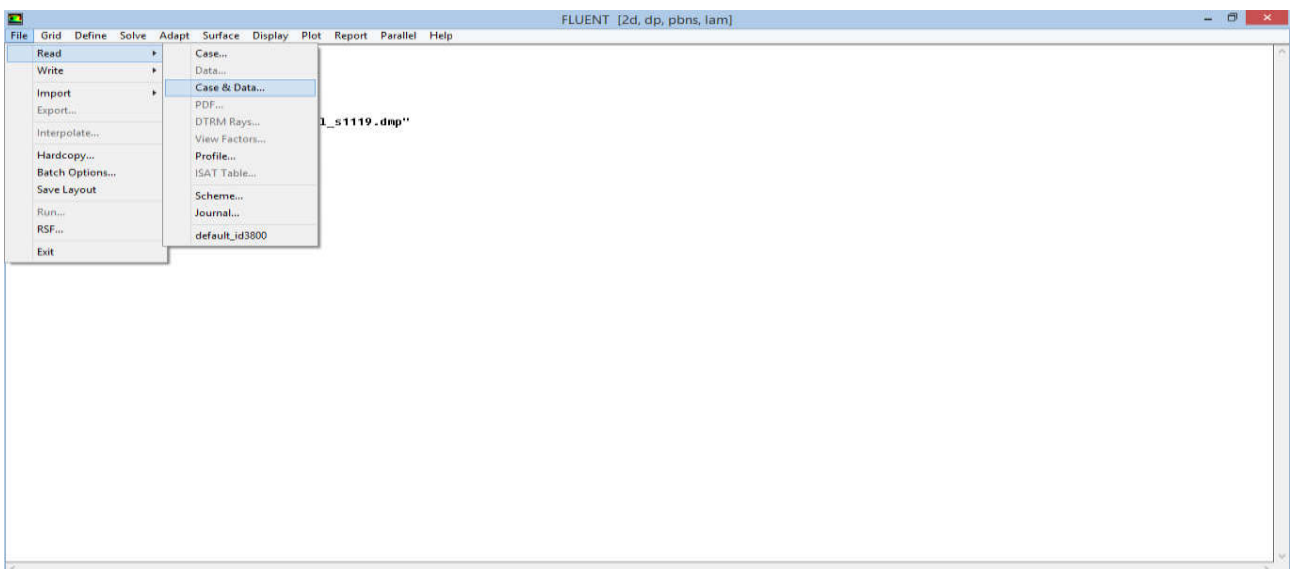 FLUENT [2d, dp, pbns, lam]
File Grid Define Solve Adapt Surface Display Plot Report Parallel Help
Read
Write
Import
Export...
Interpolate...
Hardcopy...
Batch Options...
Save Layout
Run...
RSF...
Exit
Case...
Data...
Case & Data...
PDF...
DTRM Rays...
View Factors...
Profile...
ISAT Table...
Scheme...
Journal...
default_id3800
l_s1119.dmp"